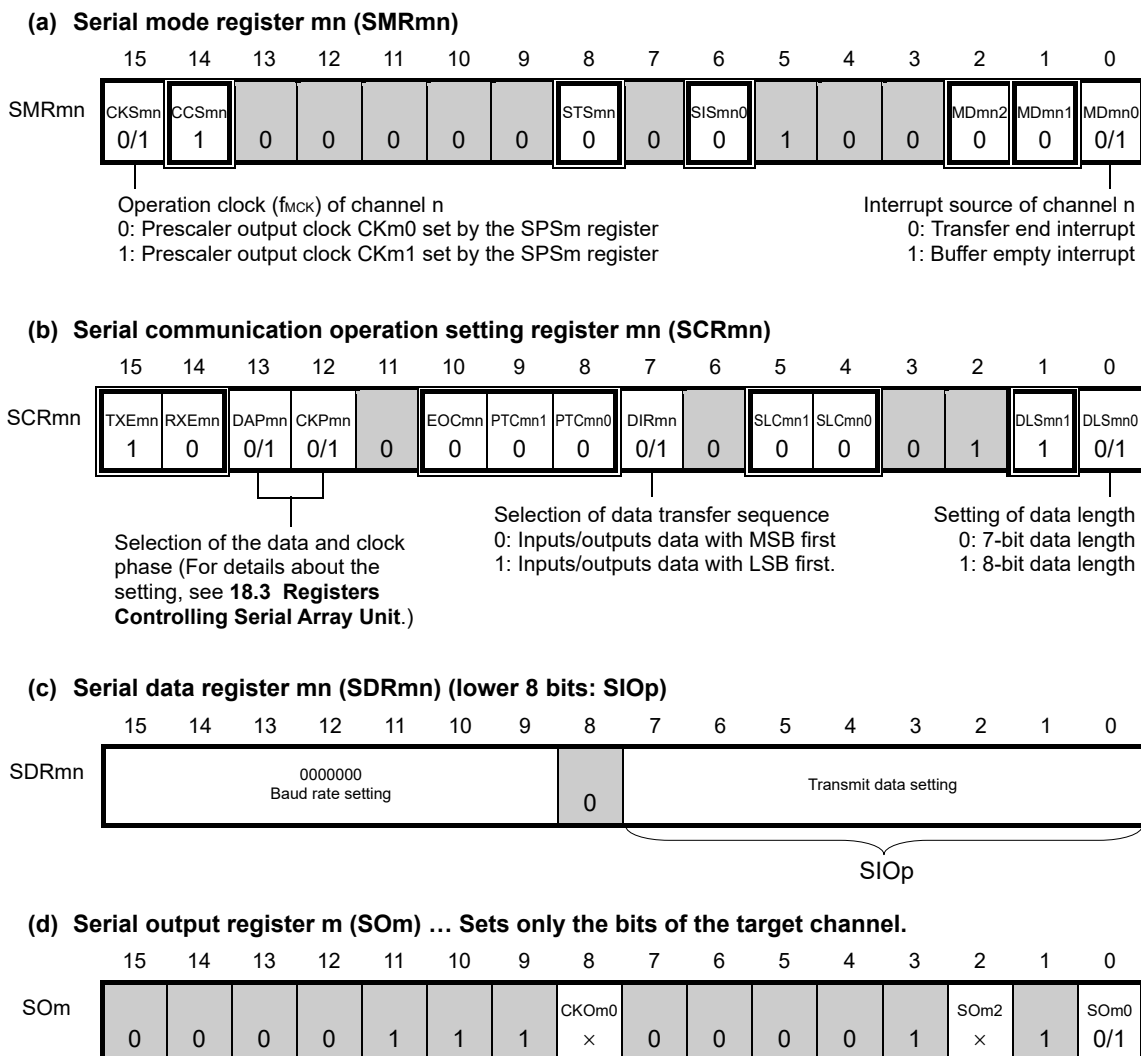 (a) Serial mode register mn (SMRmn)
15 14 13 12 11 10 9 8 7 6 5 4 3 2 1 0
SMRmn
CKSmn CCSmn STSmn SISmn0 MDmn2 MDmn1 MDmn0
0/1 1 0 0 0 0 0 0 0 0 1 0 0 0 0 0/1
Operation clock (fMCK) of channel n
0: Prescaler output clock CKm0 set by the SPSm register
1: Prescaler output clock CKm1 set by the SPSm register
Interrupt source of channel n
0: Transfer end interrupt
1: Buffer empty interrupt
(b) Serial communication operation setting register mn (SCRmn)
15 14 13 12 11 10 9 8 7 6 5 4 3 2 1 0
SCRmn
TXEmn RXEmn DAPmn CKPmn EOCmn PTCmn1 PTCmn0 DIRmn SLCmn1 SLCmn0 DLSmn1 DLSmn0
1 0 0/1 0/1 0 0 0 0 0/1 0 0 0 0 1 1 0/1
Selection of the data and clock
phase (For details about the
setting, see 18.3 Registers
Controlling Serial Array Unit.)
Selection of data transfer sequence
0: Inputs/outputs data with MSB first
1: Inputs/outputs data with LSB first.
Setting of data length
0: 7-bit data length
1: 8-bit data length
(c) Serial data register mn (SDRmn) (lower 8 bits: SIOp)
15 14 13 12 11 10 9 8 7 6 5 4 3 2 1 0
SDRmn
0000000
Baud rate setting
0
Transmit data setting
SIOp
(d) Serial output register m (SOm) … Sets only the bits of the target channel.
15 14 13 12 11 10 9 8 7 6 5 4 3 2 1 0
SOm
CKOm0 SOm2 SOm0
0 0 0 0 1 1 1 × 0 0 0 0 1 × 1 0/1